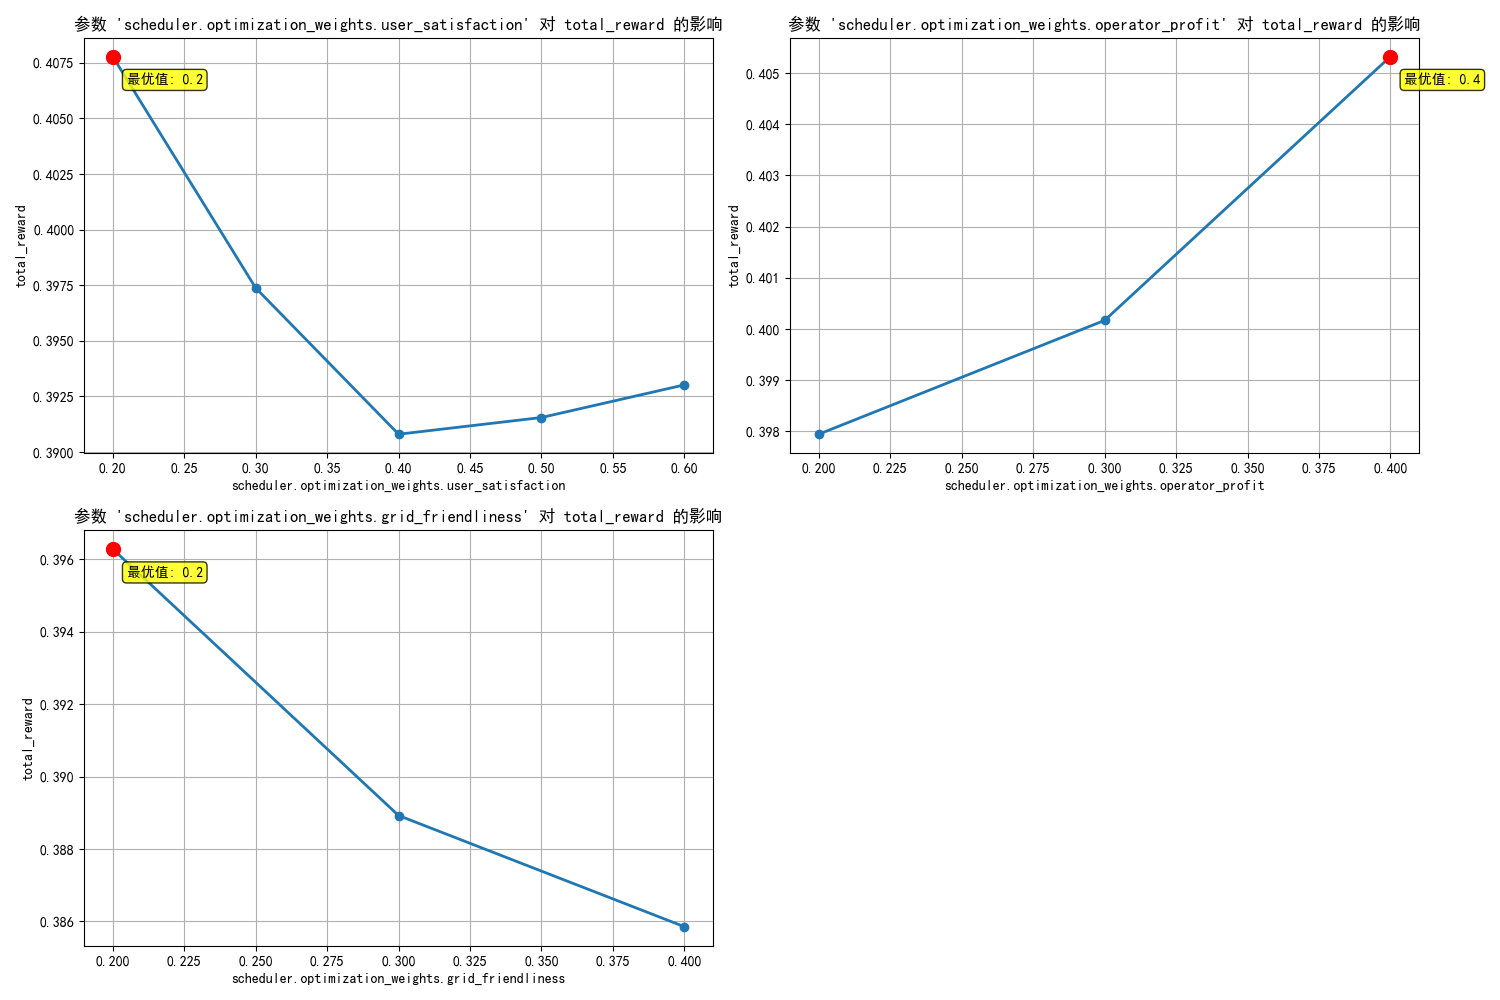 参数 'scheduler.optimization_weights.user_satisfaction' 对 total_reward 的影响
0.4075
0.4050
0.4025
0.4000
0.3975
0.3950
0.3925
0.3900
total_reward
最优值: 0.2
0.20 0.25 0.30 0.35 0.40 0.45 0.50 0.55 0.60
scheduler.optimization_weights.user_satisfaction
参数 'scheduler.optimization_weights.operator_profit' 对 total_reward 的影响
0.405
0.404
0.403
0.402
0.401
0.400
0.399
0.398
total_reward
最优值: 0.4
0.200 0.225 0.250 0.275 0.300 0.325 0.350 0.375 0.400
scheduler.optimization_weights.operator_profit
参数 'scheduler.optimization_weights.grid_friendliness' 对 total_reward 的影响
0.396
0.394
0.392
0.390
0.388
0.386
total_reward
最优值: 0.2
0.200 0.225 0.250 0.275 0.300 0.325 0.350 0.375 0.400
scheduler.optimization_weights.grid_friendliness